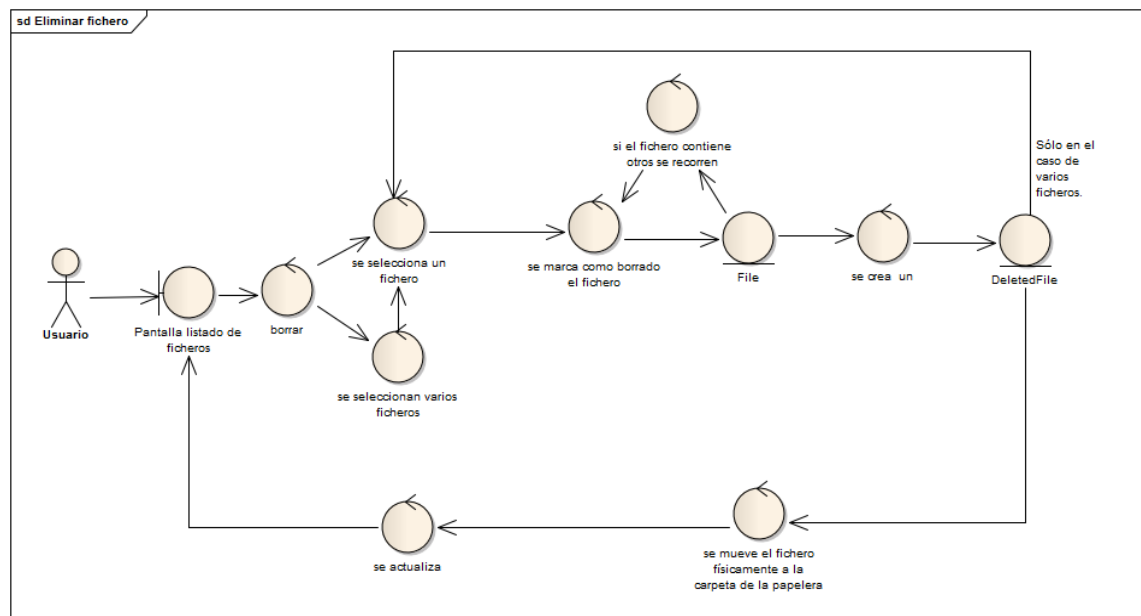 sd Eliminar fichero
si el fichero contiene
otros se recorren
Sólo en el
caso de
varios
ficheros.
se selecciona un
fichero
se marca como borrado
el fichero
File
se crea un
DeletedFile
Usuario
Pantalla listado de
ficheros
borrar
se seleccionan varios
ficheros
se actualiza
se mueve el fichero
físicamente a la
carpeta de la papelera